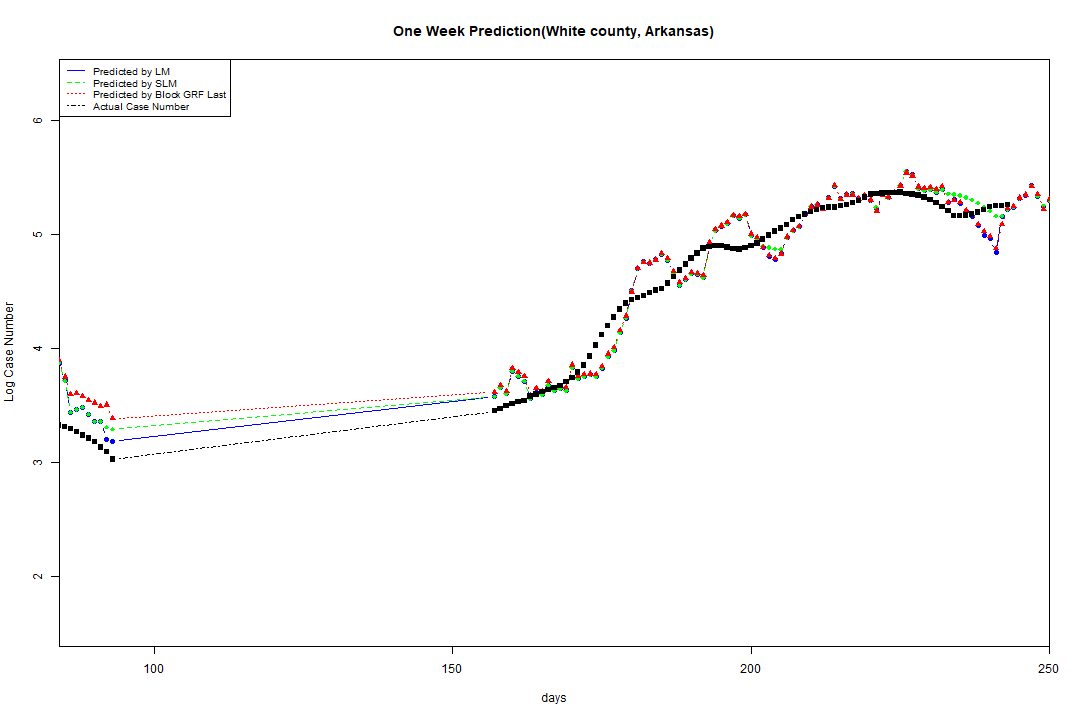 One Week Prediction(White county, Arkansas)
Predicted by LM
Predicted by SLM
Predicted by Block GRF Last
Actual Case Number
6
5
4
3
2
Log Case Number
100 150 200 250
days